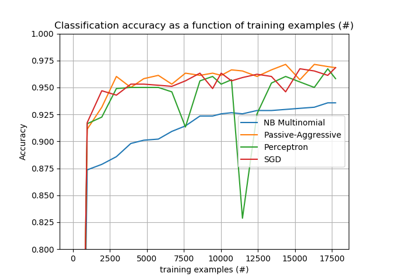 Classification accuracy as a function of training examples (#)
1.000
0.975
0.950
0.925
0.900
0.875
0.850
0.825
0.800
Accuracy
NB Multinomial
Passive-Aggressive
Perceptron
SGD
0 2500 5000 7500 10000 12500 15000 17500
training examples (#)